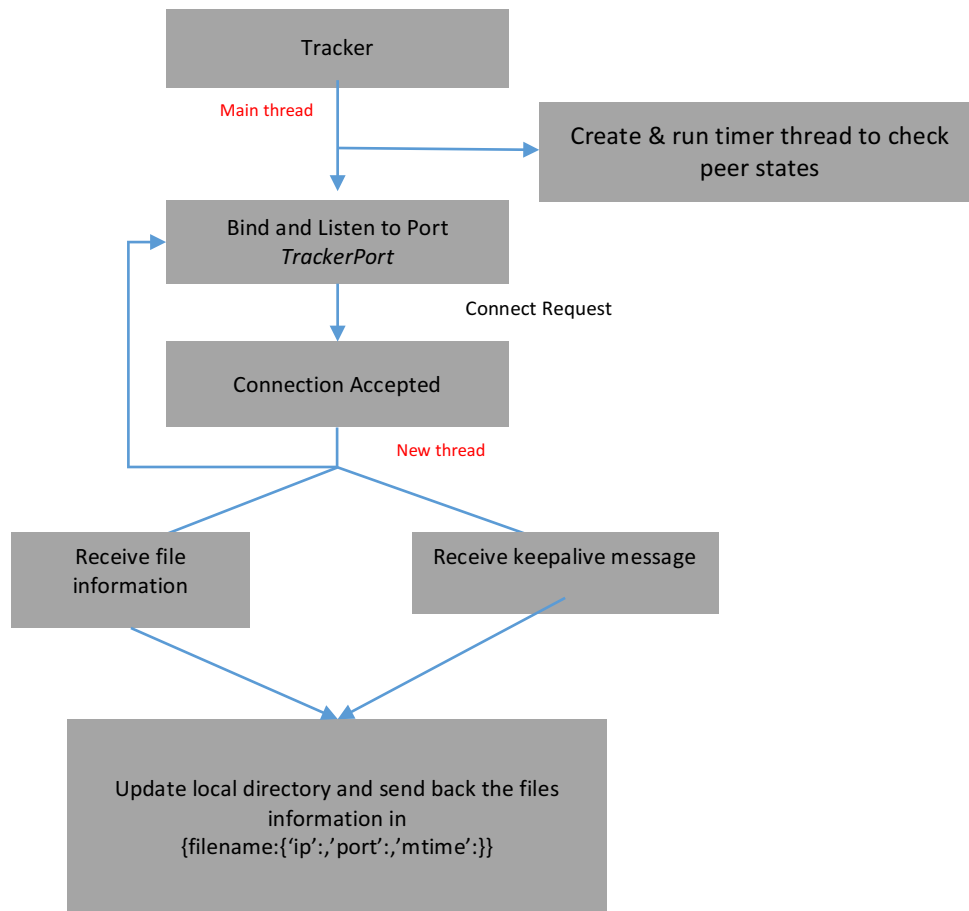 Tracker
Main thread
Create & run timer thread to check
peer states
Bind and Listen to Port
TrackerPort
Connect Request
Connection Accepted
New thread
Receive file
information
Receive keepalive message
Update local directory and send back the files
information in
{filename:{‘ip’:,’port’:,’mtime’:}}